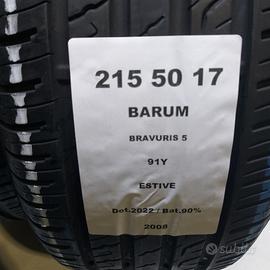 215 50 17
BARUM
BRAVURIS 5
91Y
ESTIVE
Dot.2022 / Bat.90%
2008
subito